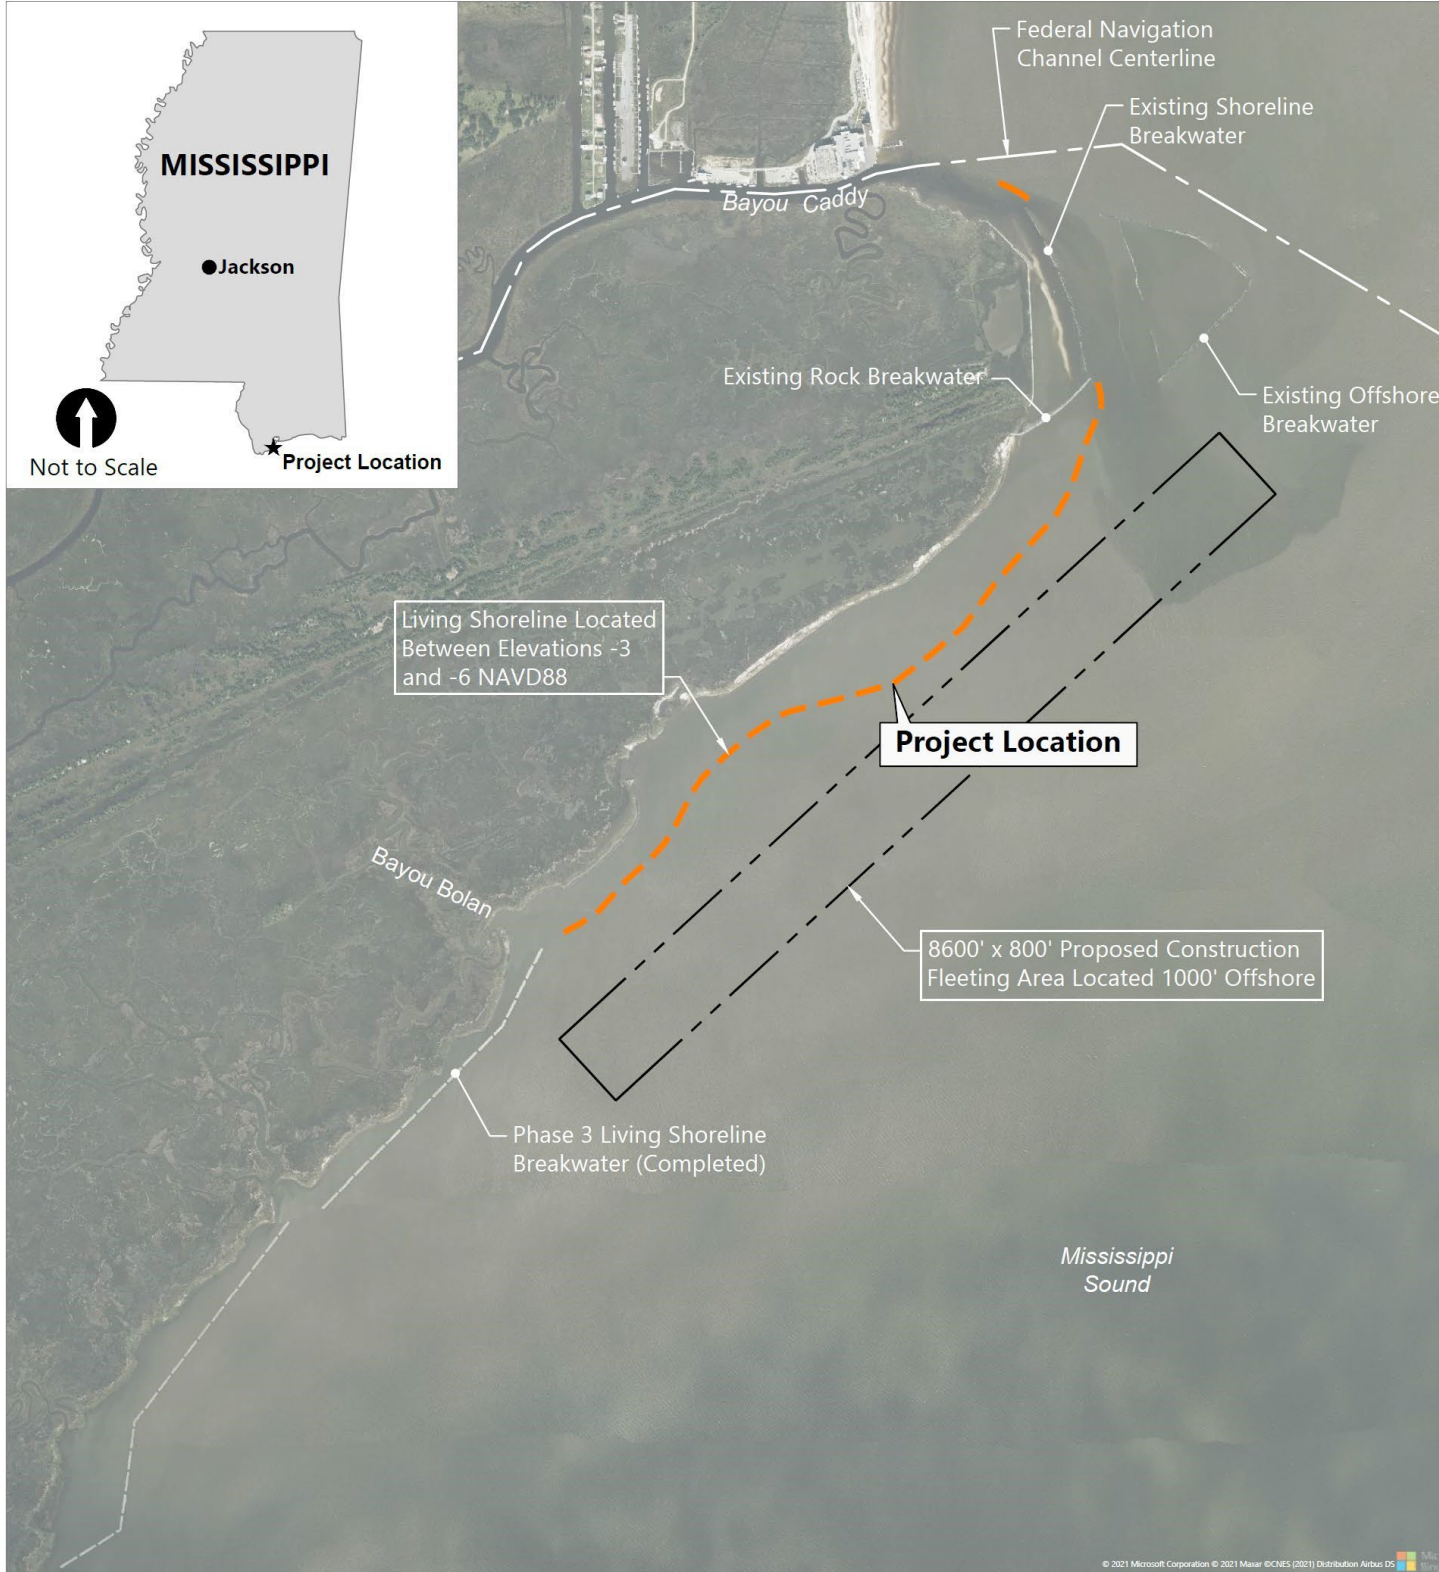 MISSISSIPPI
Jackson
Not to Scale
Project Location
Federal Navigation
Channel Centerline
Existing Shoreline
Breakwater
Bayou Caddy
Existing Rock Breakwater
Existing Offshore
Breakwater
Living Shoreline Located
Between Elevations -3
and -6 NAVD88
Project Location
Bayou Bolan
8600' x 800' Proposed Construction
Fleeting Area Located 1000' Offshore
Phase 3 Living Shoreline
Breakwater (Completed)
Mississippi
Sound
© 2021 Microsoft Corporation © 2021 Maxar ©CNES (2021) Distribution Airbus DS